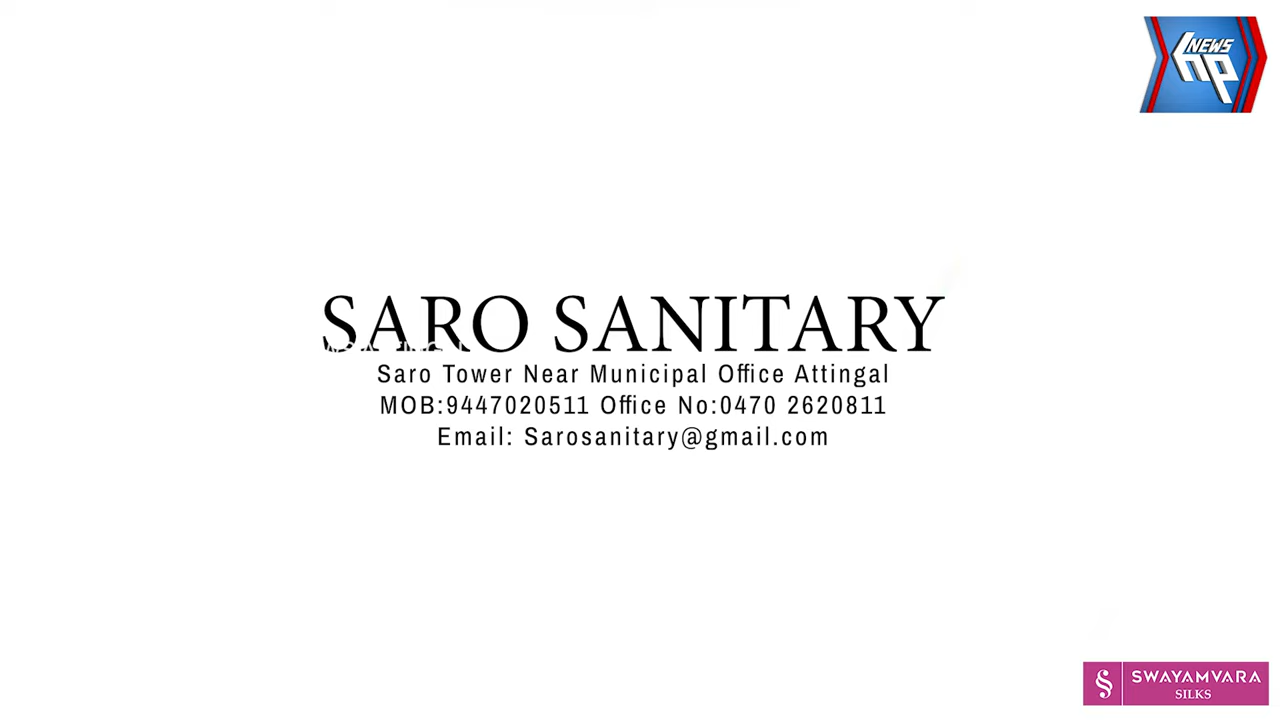 NEWS
hp
SARO SANITARY
Saro Tower Near Municipal Office Attingal
MOB:9447020511 Office No:0470 2620811
Email: Sarosanitary@gmail.com
SWAYAMVARA
SILKS